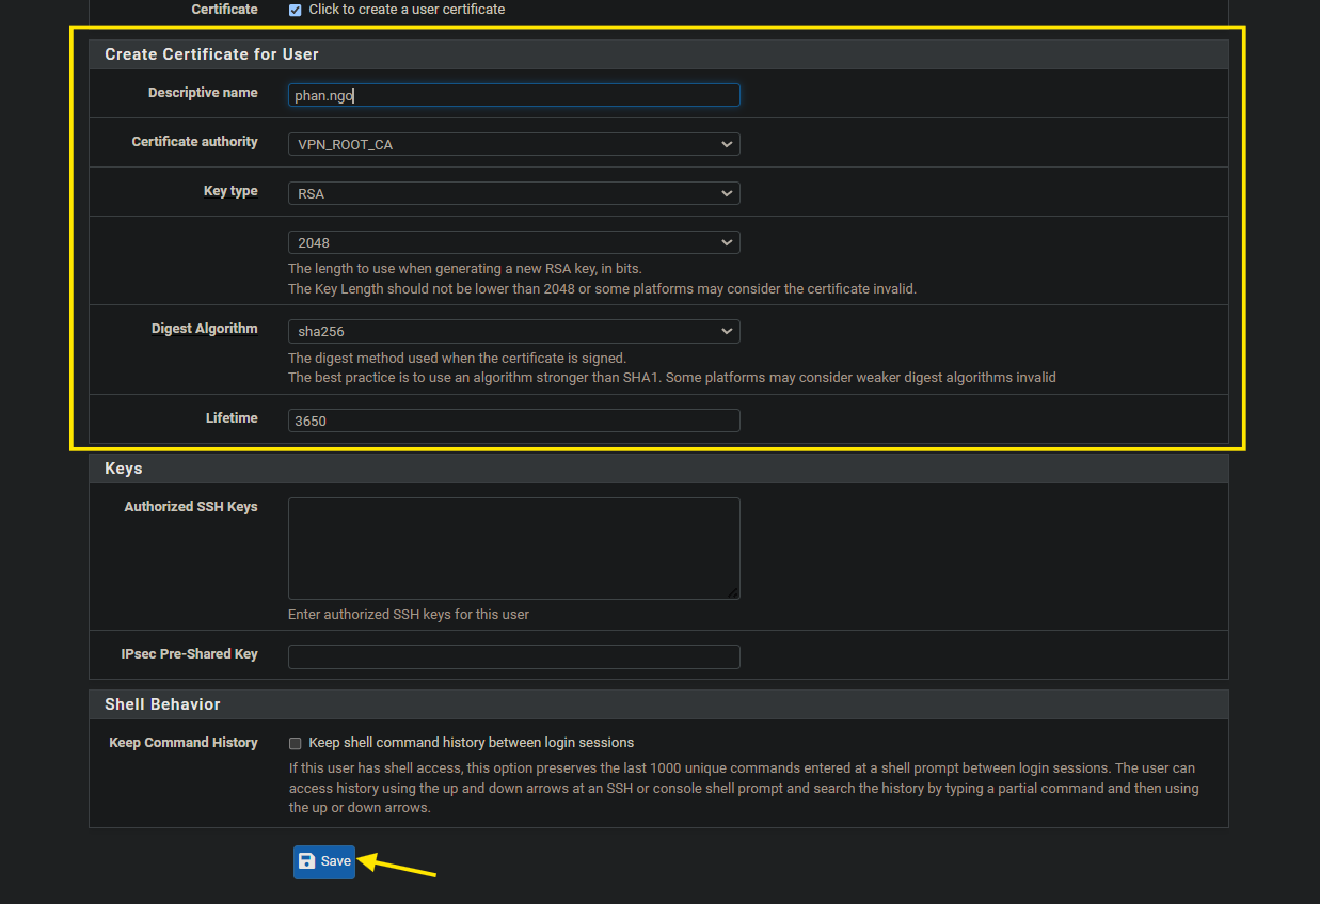 Certificate Click to create a user certificate
Create Certificate for User
Descriptive name phan.ngo
Certificate authority VPN_ROOT_CA
Key type RSA
2048
The length to use when generating a new RSA key, in bits.
The Key Length should not be lower than 2048 or some platforms may consider the certificate invalid.
Digest Algorithm sha256
The digest method used when the certificate is signed.
The best practice is to use an algorithm stronger than SHA1. Some platforms may consider weaker digest algorithms invalid
Lifetime 3650
Keys
Authorized SSH Keys
Enter authorized SSH keys for this user
IPsec Pre-Shared Key
Shell Behavior
Keep Command History Keep shell command history between login sessions
If this user has shell access, this option preserves the last 1000 unique commands entered at a shell prompt between login sessions. The user can
access history using the up and down arrows at an SSH or console shell prompt and search the history by typing a partial command and then using
the up or down arrows.
Save